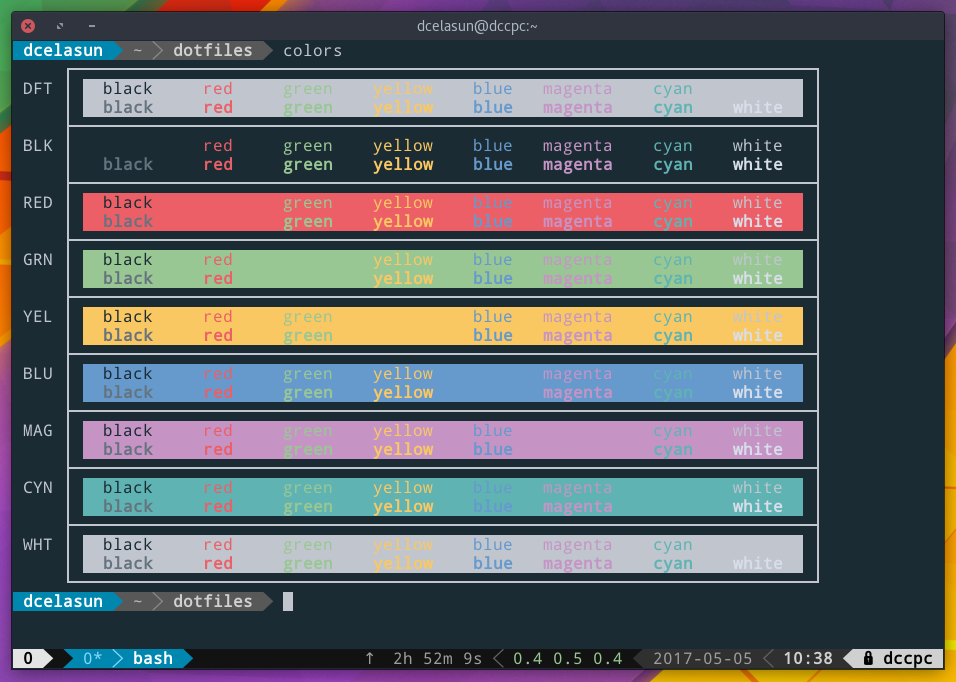 dcelasun@dccpc:~
dcelasun ~ dotfiles colors
DFT black red green yellow blue magenta cyan
black red green yellow blue magenta cyan white
BLK red green yellow blue magenta cyan white
black red green yellow blue magenta cyan white
RED black green yellow blue magenta cyan white
black green yellow blue magenta cyan white
GRN black red yellow blue magenta cyan white
black red yellow blue magenta cyan white
YEL black red green blue magenta cyan white
black red green blue magenta cyan white
BLU black red green yellow magenta cyan white
black red green yellow magenta cyan white
MAG black red green yellow blue cyan white
black red green yellow blue cyan white
CYN black red green yellow blue magenta white
black red green yellow blue magenta white
WHT black red green yellow blue magenta cyan
black red green yellow blue magenta cyan white
dcelasun ~ dotfiles
0 0* bash ↑ 2h 52m 9s 0.4 0.5 0.4 2017-05-05 10:38 dccpc